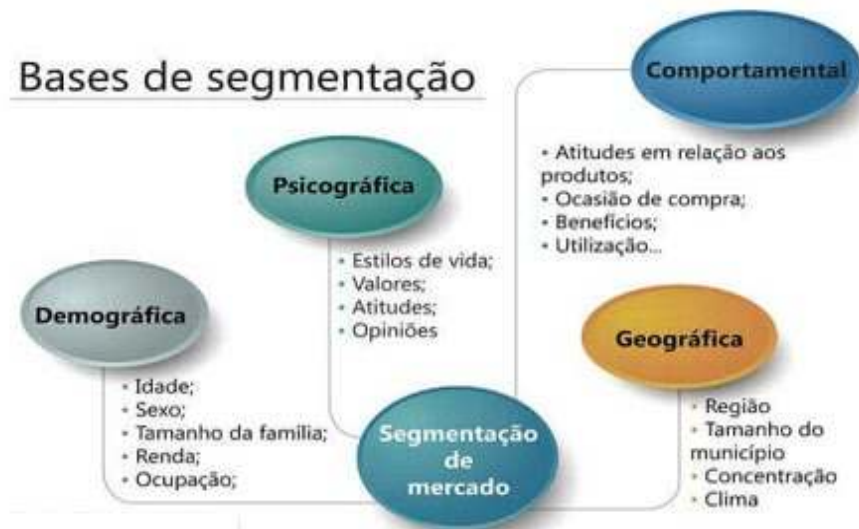 Bases de segmentação
Comportamental
• Atitudes em relação aos
produtos;
• Ocasião de compra;
• Benefícios;
• Utilização...
Psicográfica
• Estilos de vida;
• Valores;
• Atitudes;
• Opiniões
Demográfica
• Idade;
• Sexo;
• Tamanho da família;
• Renda;
• Ocupação;
Geográfica
• Região
• Tamanho do
município
• Concentração
• Clima
Segmentação
de
mercado